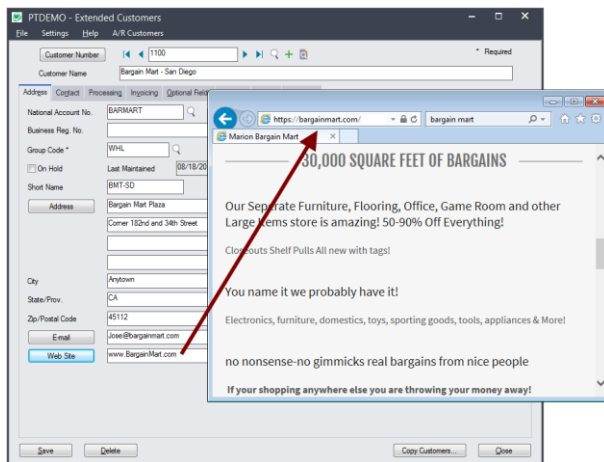 PTDEMO - Extended Customers
File Settings Help A/R Customers
Customer Number 1100 * Required
Customer Name Bargain Mart - San Diego
Address Contact Processing Invoicing Optional Field
National Account No. BARMART
Business Reg. No.
Group Code * WHL
On Hold Last Maintained 08/18/20
Short Name BMT-SD
Address Bargain Mart Plaza
Corner 182nd and 34th Street
City Anytown
State/Prov. CA
Zip/Postal Code 45112
E-mail Jose@bargainmart.com
Web Site www.BargainMart.com
Save Delete Copy Customers... Close
https://bargainmart.com/ bargain mart
Marion Bargain Mart
30,000 SQUARE FEET OF BARGAINS
Our Seperate Furniture, Flooring, Office, Game Room and other
Large Items store is amazing! 50-90% Off Everything!
Closeouts Shelf Pulls All new with tags!
You name it we probably have it!
Electronics, furniture, domestics, toys, sporting goods, tools, appliances & More!
no nonsense-no gimmicks real bargains from nice people
If your shopping anywhere else you are throwing your money away!